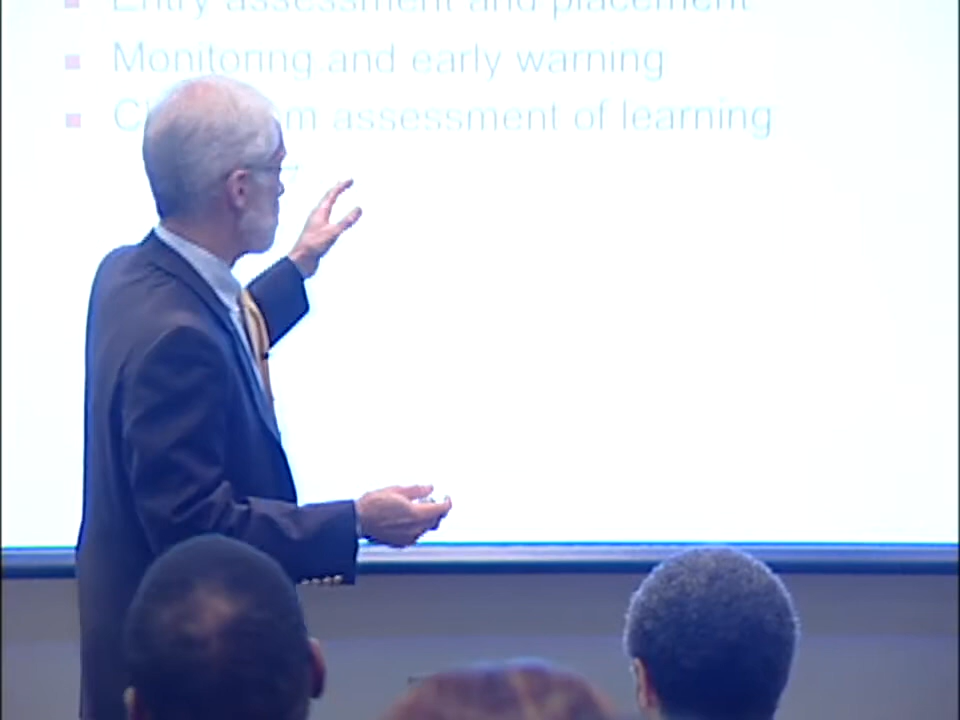 Entry assessment and placement
Monitoring and early warning
assessment of learning